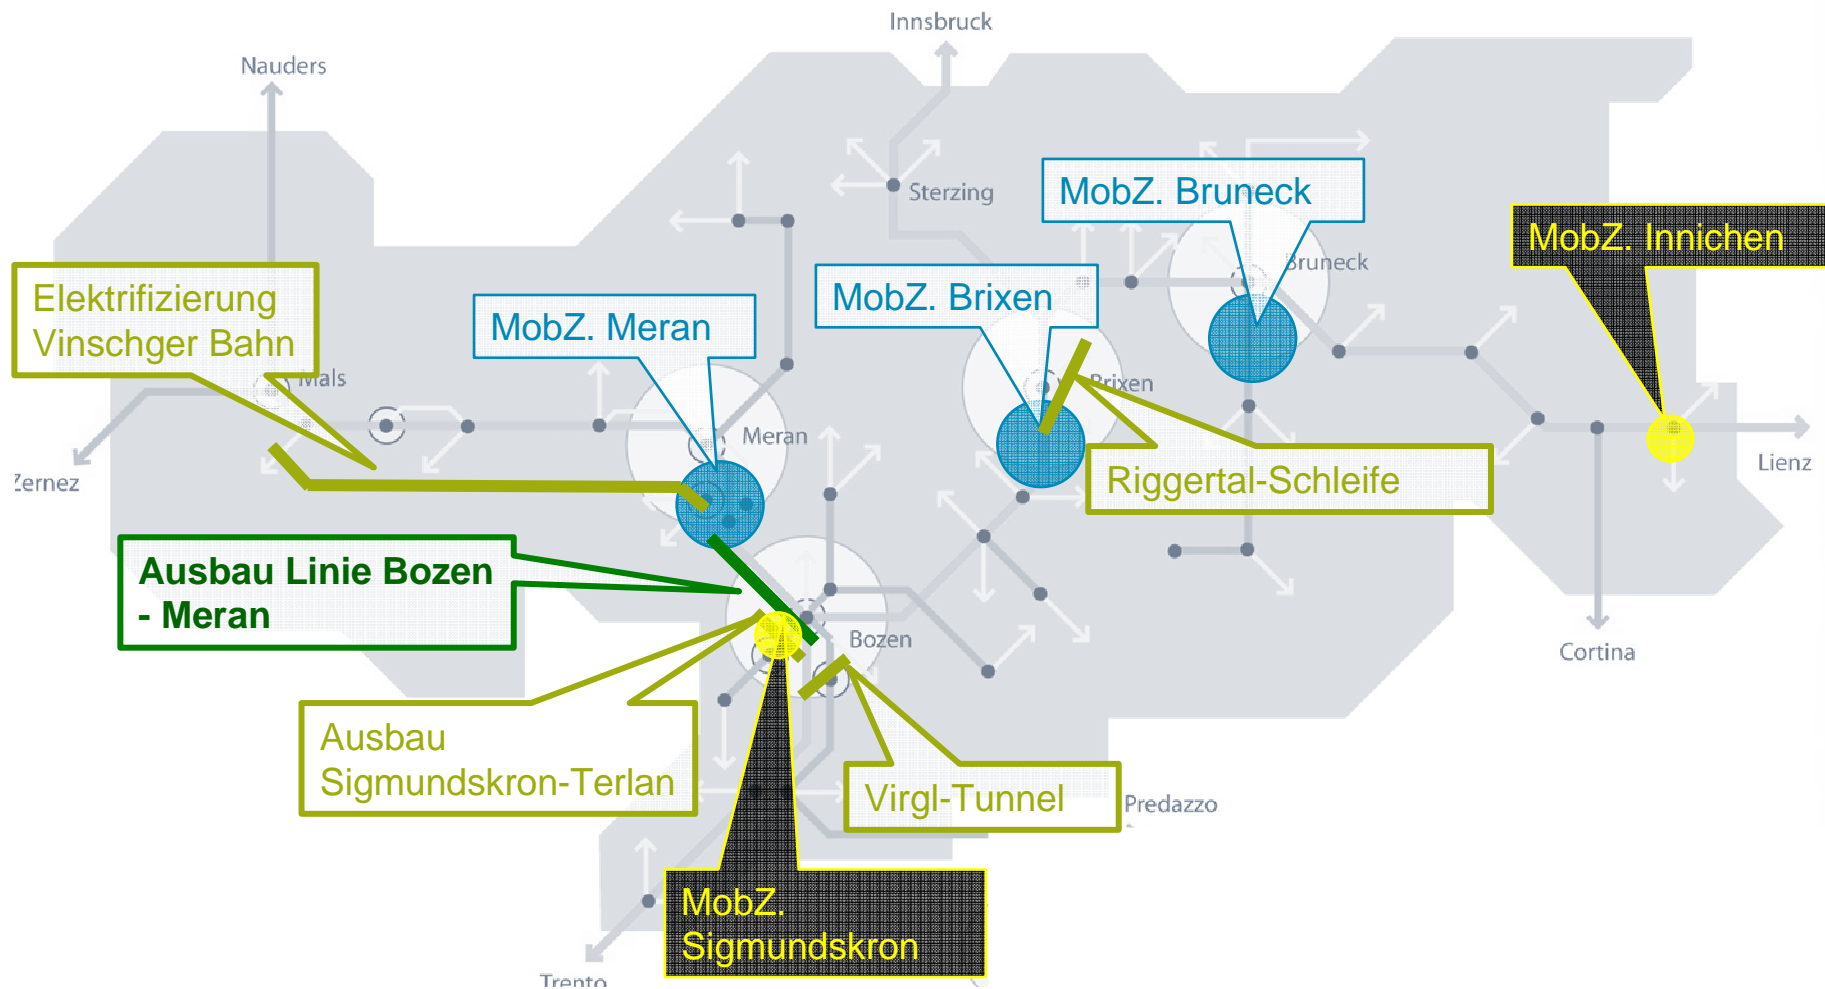 Innsbruck
Nauders
Sterzing
MobZ. Bruneck
MobZ. Innichen
Bruneck
Elektrifizierung
Vinschger Bahn
MobZ. Meran
MobZ. Brixen
Mals
Brixen
Meran
Zernez
Lienz
Riggertal-Schleife
Ausbau Linie Bozen
- Meran
Bozen
Cortina
Ausbau
Sigmundskron-Terlan
Virgl-Tunnel
Predazzo
MobZ.
Sigmundskron
Trento